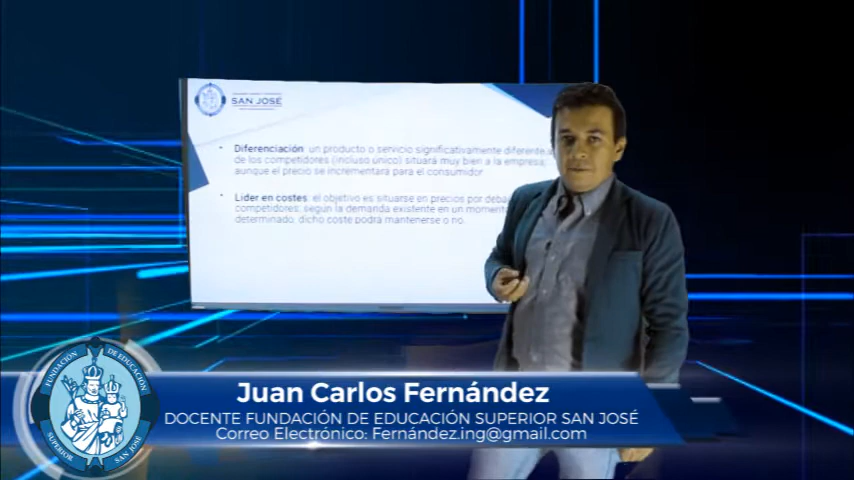 SAN JOSÉ
• Diferenciación: un producto o servicio significativamente diferente
de los competidores (incluso único) situará muy bien a la empresa,
aunque el precio se incrementará para el consumidor
• Líder en costes: el objetivo es situarse en precios por
competidores; según la demanda existente en un momento
determinado, dicho coste podrá mantenerse o no.
Juan Carlos Fernández
DOCENTE FUNDACIÓN DE EDUCACIÓN SUPERIOR SAN JOSÉ
Correo Electrónico: Fernández.ing@gmail.com
FUNDACIÓN DE EDUCACIÓN
SUPERIOR SAN JOSÉ